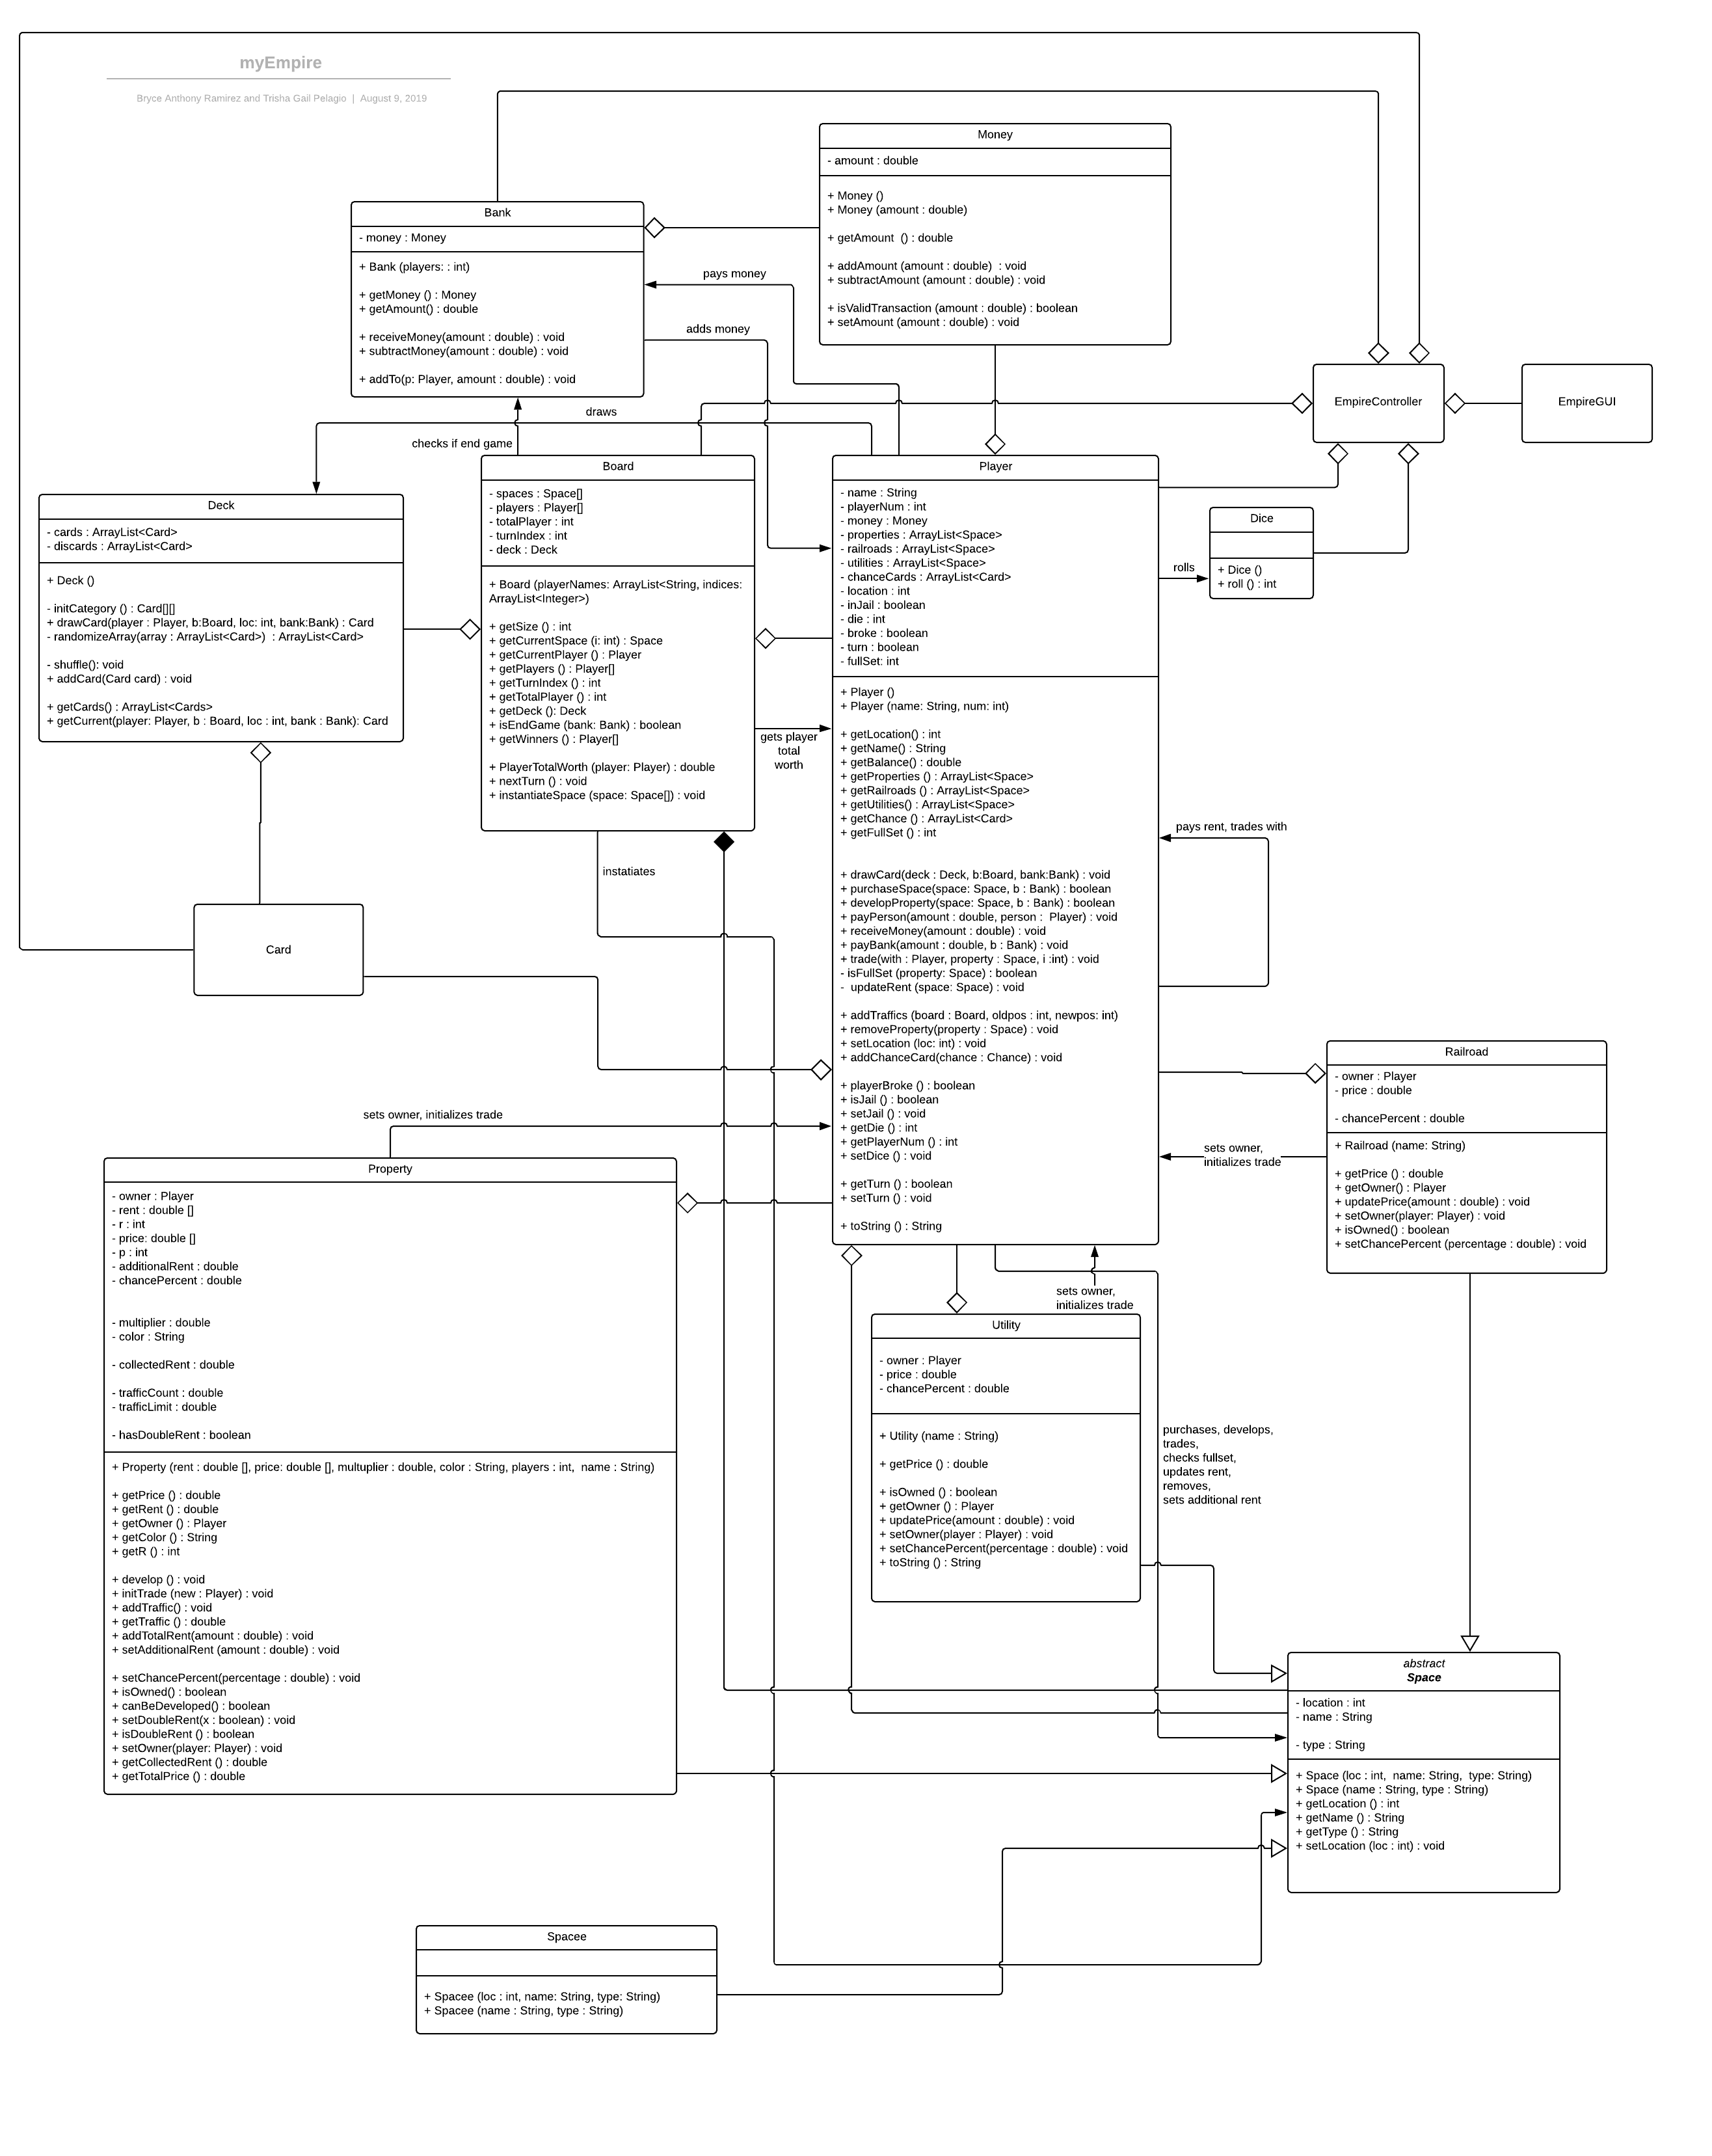 myEmpire
Bryce Anthony Ramirez and Trisha Gail Pelagio | August 9, 2019
Money
- amount : double
+ Money ()
+ Money (amount : double)
+ getAmount () : double
+ addAmount (amount : double) : void
+ subtractAmount (amount : double) : void
+ isValidTransaction (amount : double) : boolean
+ setAmount (amount : double) : void
Bank
- money : Money
+ Bank (players: : int)
+ getMoney () : Money
+ getAmount() : double
+ receiveMoney(amount : double) : void
+ subtractMoney(amount : double) : void
+ addTo(p: Player, amount : double) : void
pays money
adds money
draws
checks if end game
EmpireController
EmpireGUI
Deck
- cards : ArrayList<Card>
- discards : ArrayList<Card>
+ Deck ()
- initCategory () : Card[][]
+ drawCard(player : Player, b:Board, loc: int, bank:Bank) : Card
- randomizeArray(array : ArrayList<Card>) : ArrayList<Card>
- shuffle(): void
+ addCard(Card card) : void
+ getCards() : ArrayList<Cards>
+ getCurrent(player: Player, b : Board, loc : int, bank : Bank): Card
Board
- spaces : Space[]
- players : Player[]
- totalPlayer : int
- turnIndex : int
- deck : Deck
+ Board (playerNames: ArrayList<String, indices:
ArrayList<Integer>)
+ getSize () : int
+ getCurrentSpace (i: int) : Space
+ getCurrentPlayer () : Player
+ getPlayers () : Player[]
+ getTurnIndex () : int
+ getTotalPlayer () : int
+ getDeck (): Deck
+ isEndGame (bank: Bank) : boolean
+ getWinners () : Player[]
+ PlayerTotalWorth (player: Player) : double
+ nextTurn () : void
+ instantiateSpace (space: Space[]) : void
gets player
total
worth
instatiates
Player
- name : String
- playerNum : int
- money : Money
- properties : ArrayList<Space>
- railroads : ArrayList<Space>
- utilities : ArrayList<Space>
- chanceCards : ArrayList<Card>
- location : int
- inJail : boolean
- die : int
- broke : boolean
- turn : boolean
- fullSet: int
+ Player ()
+ Player (name: String, num: int)
+ getLocation() : int
+ getName() : String
+ getBalance() : double
+ getProperties () : ArrayList<Space>
+ getRailroads () : ArrayList<Space>
+ getUtilities() : ArrayList<Space>
+ getChance () : ArrayList<Card>
+ getFullSet () : int
+ drawCard(deck : Deck, b:Board, bank:Bank) : void
+ purchaseSpace(space: Space, b : Bank) : boolean
+ developProperty(space: Space, b : Bank) : boolean
+ payPerson(amount : double, person : Player) : void
+ receiveMoney(amount : double) : void
+ payBank(amount : double, b : Bank) : void
+ trade(with : Player, property : Space, i :int) : void
- isFullSet (property: Space) : boolean
- updateRent (space: Space) : void
+ addTraffics (board : Board, oldpos : int, newpos: int)
+ removeProperty(property : Space) : void
+ setLocation (loc: int) : void
+ addChanceCard(chance : Chance) : void
+ playerBroke () : boolean
+ isJail () : boolean
+ setJail () : void
+ getDie () : int
+ getPlayerNum () : int
+ setDice () : void
+ getTurn () : boolean
+ setTurn () : void
+ toString () : String
rolls
Dice
+ Dice ()
+ roll () : int
pays rent, trades with
Card
Railroad
- owner : Player
- price : double
- chancePercent : double
+ Railroad (name: String)
+ getPrice () : double
+ getOwner() : Player
+ updatePrice(amount : double) : void
+ setOwner(player: Player) : void
+ isOwned() : boolean
+ setChancePercent (percentage : double) : void
sets owner,
initializes trade
sets owner, initializes trade
Property
- owner : Player
- rent : double []
- r : int
- price: double []
- p : int
- additionalRent : double
- chancePercent : double
- multiplier : double
- color : String
- collectedRent : double
- trafficCount : double
- trafficLimit : double
- hasDoubleRent : boolean
+ Property (rent : double [], price: double [], multuplier : double, color : String, players : int, name : String)
+ getPrice () : double
+ getRent () : double
+ getOwner () : Player
+ getColor () : String
+ getR () : int
+ develop () : void
+ initTrade (new : Player) : void
+ addTraffic() : void
+ getTraffic () : double
+ addTotalRent(amount : double) : void
+ setAdditionalRent (amount : double) : void
+ setChancePercent(percentage : double) : void
+ isOwned() : boolean
+ canBeDeveloped() : boolean
+ setDoubleRent(x : boolean) : void
+ isDoubleRent () : boolean
+ setOwner(player: Player) : void
+ getCollectedRent () : double
+ getTotalPrice () : double
sets owner,
initializes trade
Utility
- owner : Player
- price : double
- chancePercent : double
+ Utility (name : String)
+ getPrice () : double
+ isOwned () : boolean
+ getOwner () : Player
+ updatePrice(amount : double) : void
+ setOwner(player : Player) : void
+ setChancePercent(percentage : double) : void
+ toString () : String
purchases, develops,
trades,
checks fullset,
updates rent,
removes,
sets additional rent
abstract
Space
- location : int
- name : String
- type : String
+ Space (loc : int, name: String, type: String)
+ Space (name : String, type : String)
+ getLocation () : int
+ getName () : String
+ getType () : String
+ setLocation (loc : int) : void
Spacee
+ Spacee (loc : int, name: String, type: String)
+ Spacee (name : String, type : String)